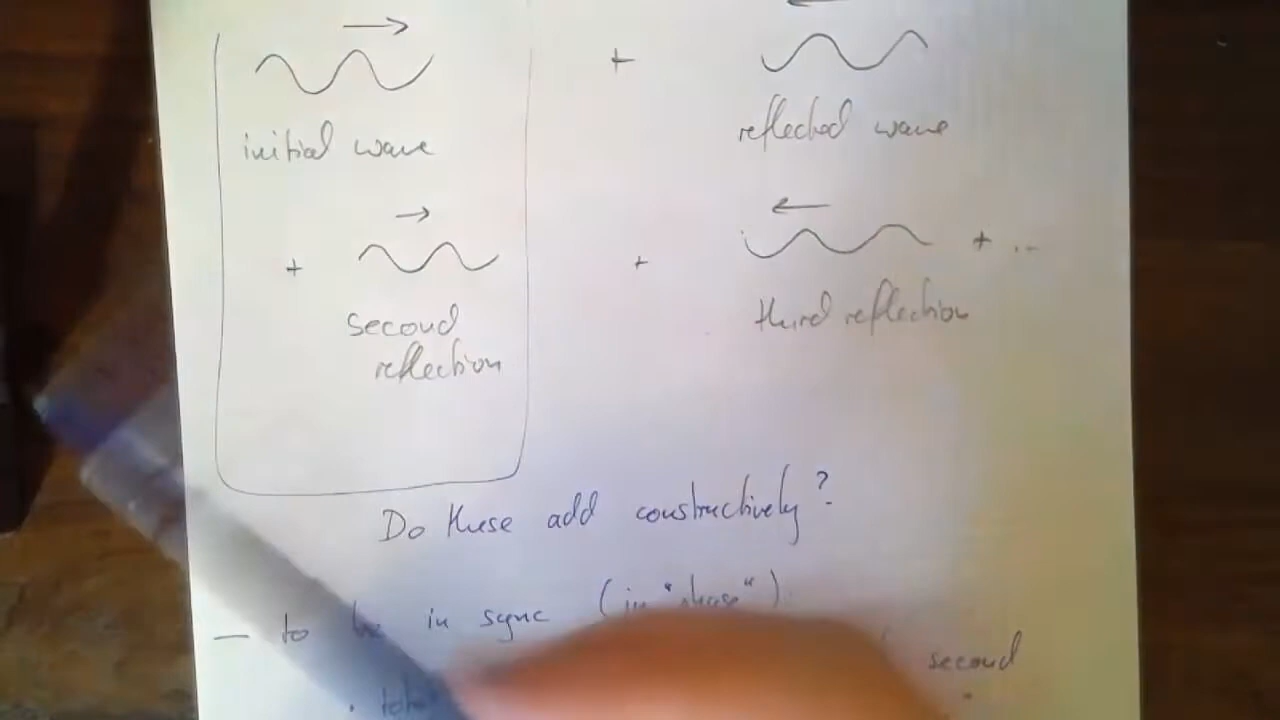 +
initial wave
reflected wave
+
+
+ ..
second
reflection
third reflection
Do these add constructively?
— to be in sync (in "phase")
second